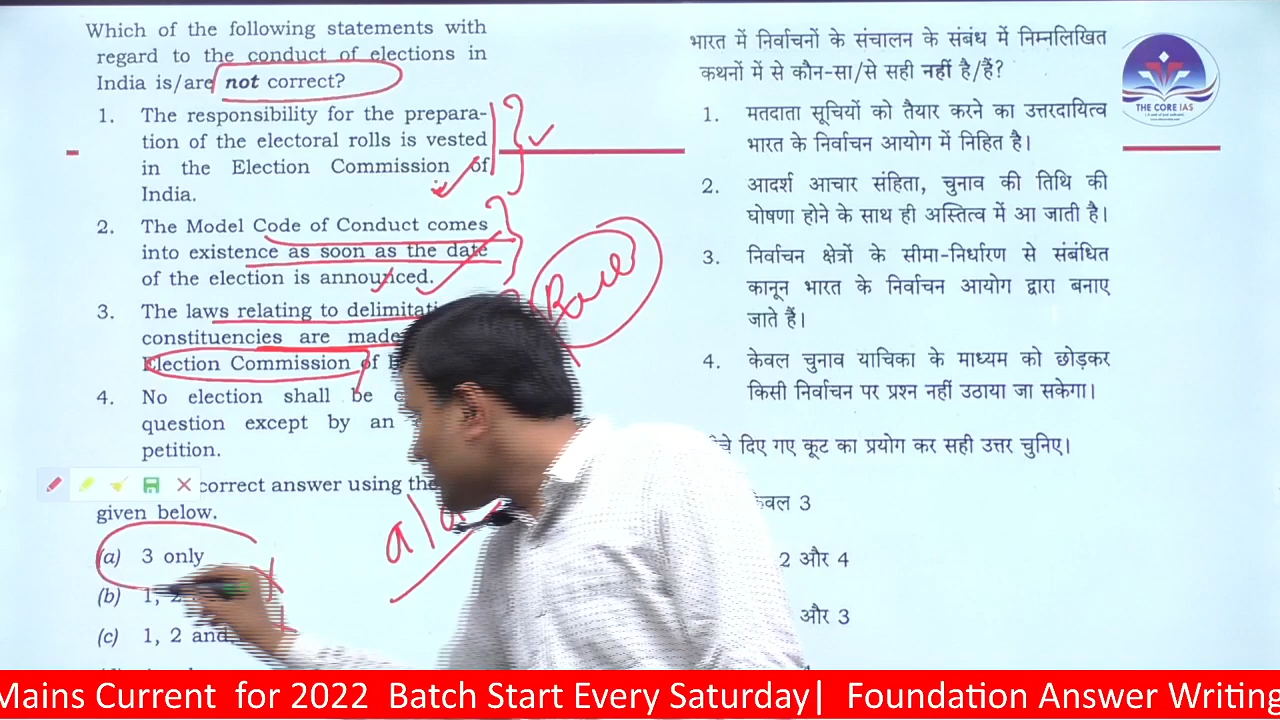 Which of the following statements with
regard to the conduct of elections in
India is/are not correct?
1. The responsibility for the prepara-
tion of the electoral rolls is vested
in the Election Commission of
India.
2. The Model Code of Conduct comes
into existence as soon as the date
of the election is announced.
3. The laws relating to
constituencies are made
Election Commission of
4. No election shall be
question except by an
petition.
correct answer using the
given below.
(a) 3 only
(b) 1,
(c) 1, 2 and
भारत में निर्वाचनों के संचालन के संबंध में निम्नलिखित
कथनों में से कौन-सा/से सही नहीं है/हैं?
1. मतदाता सूचियों को तैयार करने का उत्तरदायित्व
भारत के निर्वाचन आयोग में निहित है।
2. आदर्श आचार संहिता, चुनाव की तिथि की
घोषणा होने के साथ ही अस्तित्व में आ जाती है।
3. निर्वाचन क्षेत्रों के सीमा-निर्धारण से संबंधित
कानून भारत के निर्वाचन आयोग द्वारा बनाए
जाते हैं।
4. केवल चुनाव याचिका के माध्यम को छोड़कर
किसी निर्वाचन पर प्रश्न नहीं उठाया जा सकेगा।
दिए गए कूट का प्रयोग कर सही उत्तर चुनिए।
3
2 और 4
और 3
THE CORE IAS
Mains Current for 2022 Batch Start Every Saturday| Foundation Answer Writing